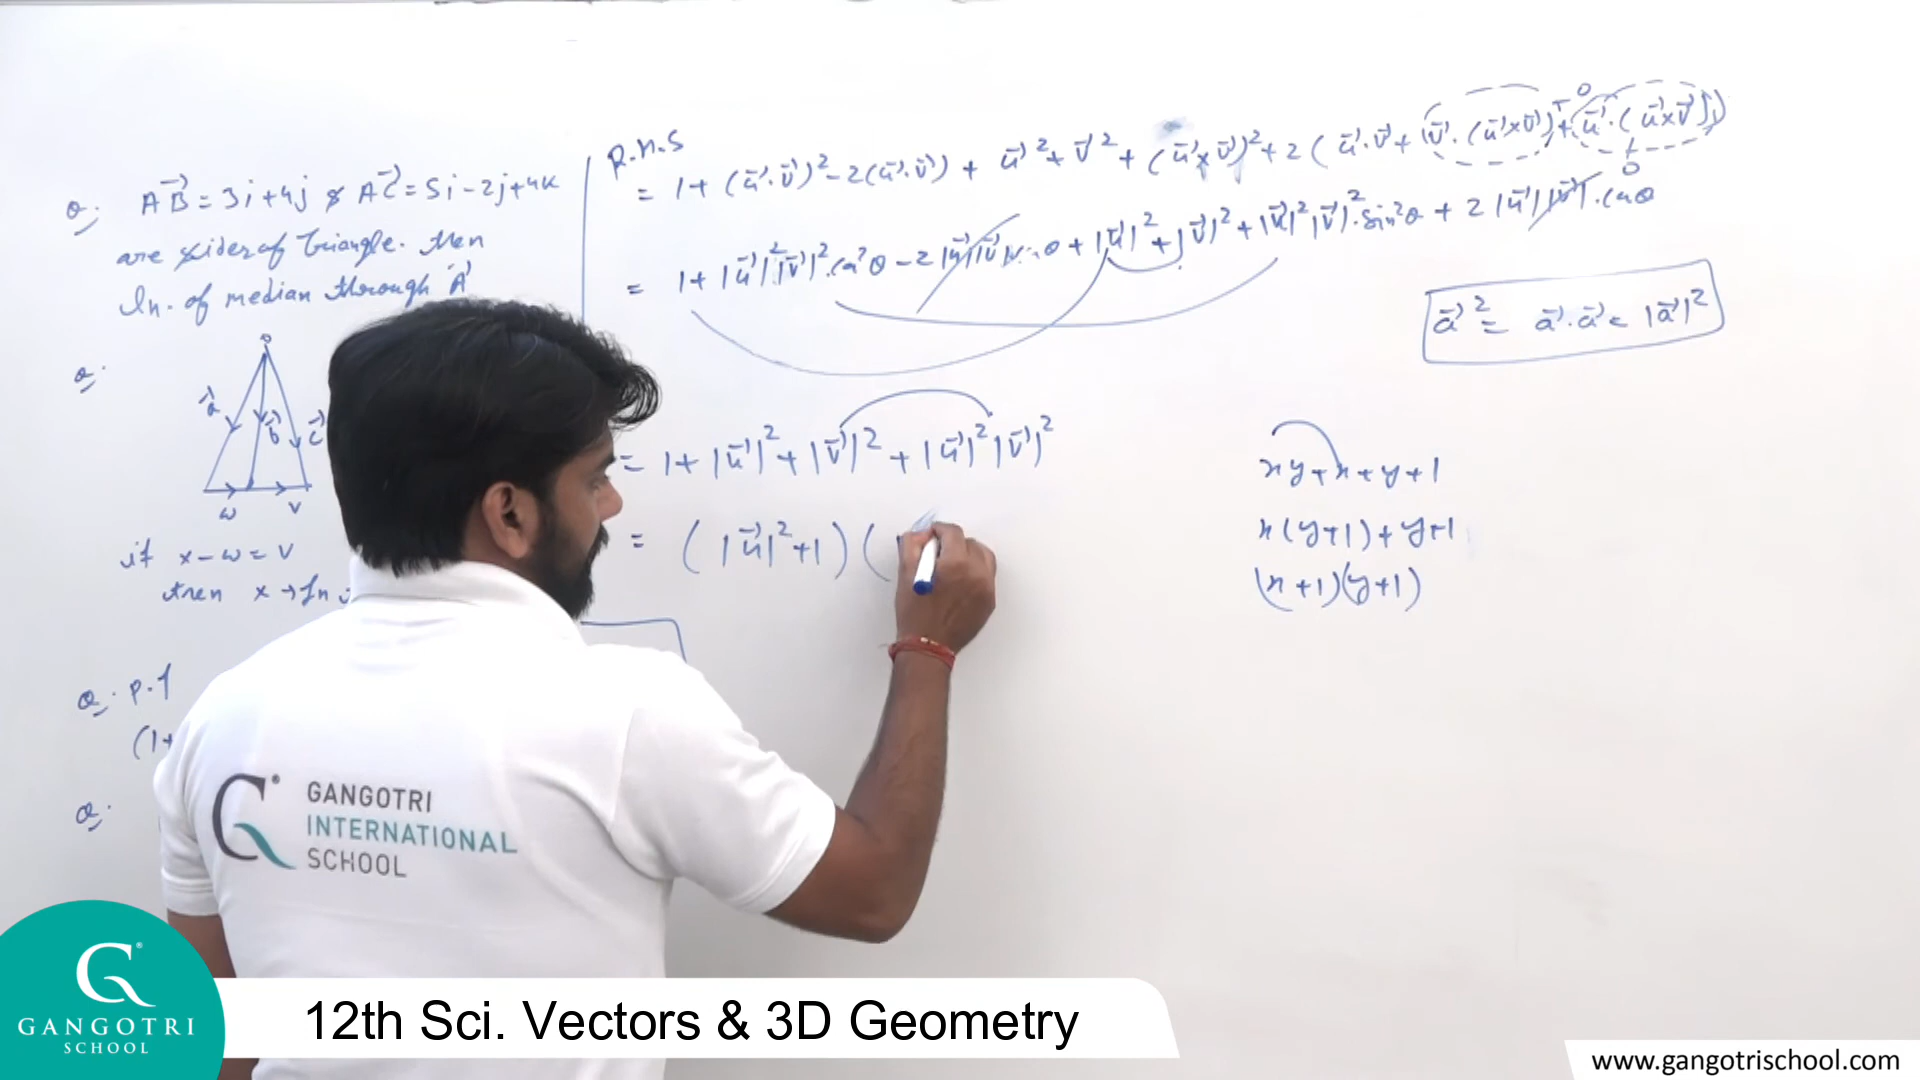 Q. AB⃗ = 3i+4j & AC⃗ = 5i-2j+4k
are sides of triangle. then
ln. of median through 'A'
Q.
a⃗
b⃗
c⃗
w v
if x-w=v
then x→
Q. P.T
(1+
Q.
R.H.S
= 1+(u⃗·v⃗)²-2(u⃗·v⃗) + u⃗²+v⃗²+(u⃗×v⃗)²+2(u⃗·v⃗+(v⃗·(u⃗×v⃗)+u⃗·(u⃗×v⃗)))
0
0
= 1+|u⃗|²|v⃗|²·cos²θ-2|u⃗||v⃗|cosθ+|u⃗|²+|v⃗|²+|u⃗|²|v⃗|²·sin²θ+2|u⃗||v⃗|·cosθ
a⃗² = a⃗·a⃗ = |a⃗|²
= 1+|u⃗|²+|v⃗|²+|u⃗|²|v⃗|²
= (|u⃗|²+1)(
xy+x+y+1
x(y+1)+y+1
(x+1)(y+1)
GANGOTRI
INTERNATIONAL
SCHOOL
GANGOTRI
SCHOOL
12th Sci. Vectors & 3D Geometry
www.gangotrischool.com